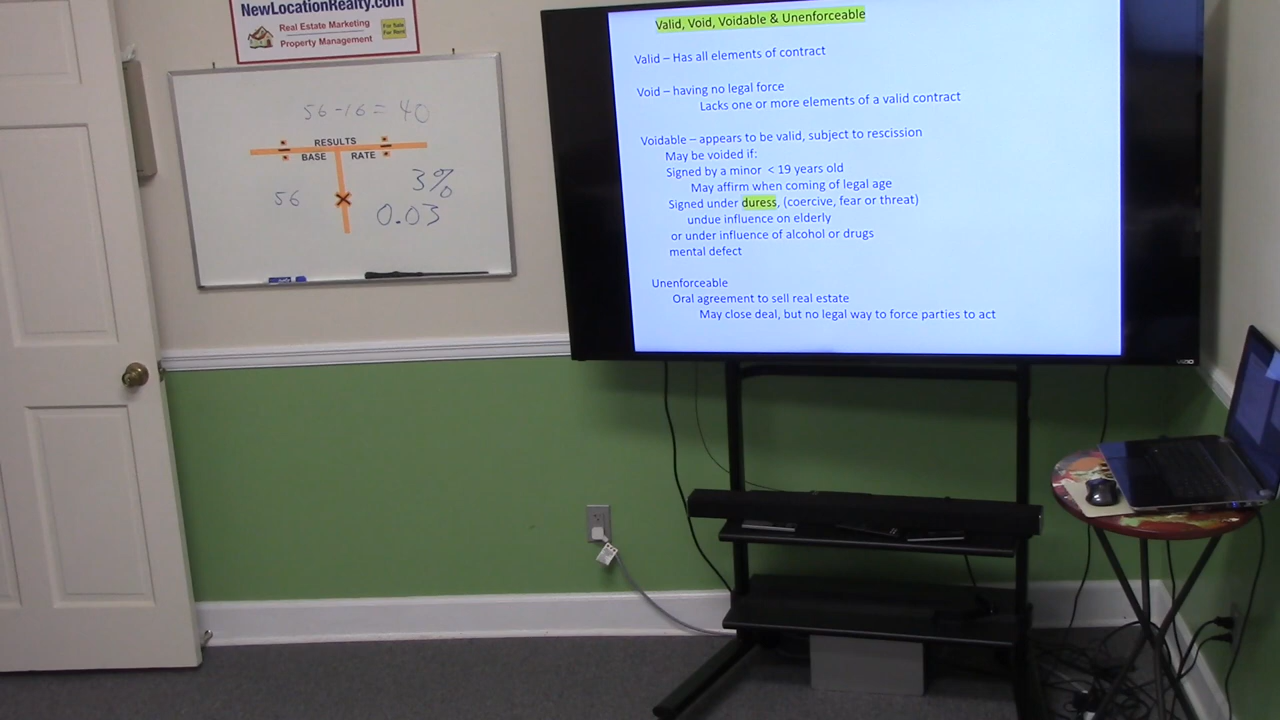 NewLocationRealty.com
Real Estate Marketing
Property Management
For Sale
For Rent
56-16=40
RESULTS
BASE RATE
56
3%
0.03
Valid, Void, Voidable & Unenforceable
Valid – Has all elements of contract
Void – having no legal force
Lacks one or more elements of a valid contract
Voidable – appears to be valid, subject to rescission
May be voided if:
Signed by a minor < 19 years old
May affirm when coming of legal age
Signed under duress, (coercive, fear or threat)
undue influence on elderly
or under influence of alcohol or drugs
mental defect
Unenforceable
Oral agreement to sell real estate
May close deal, but no legal way to force parties to act
VIZIO